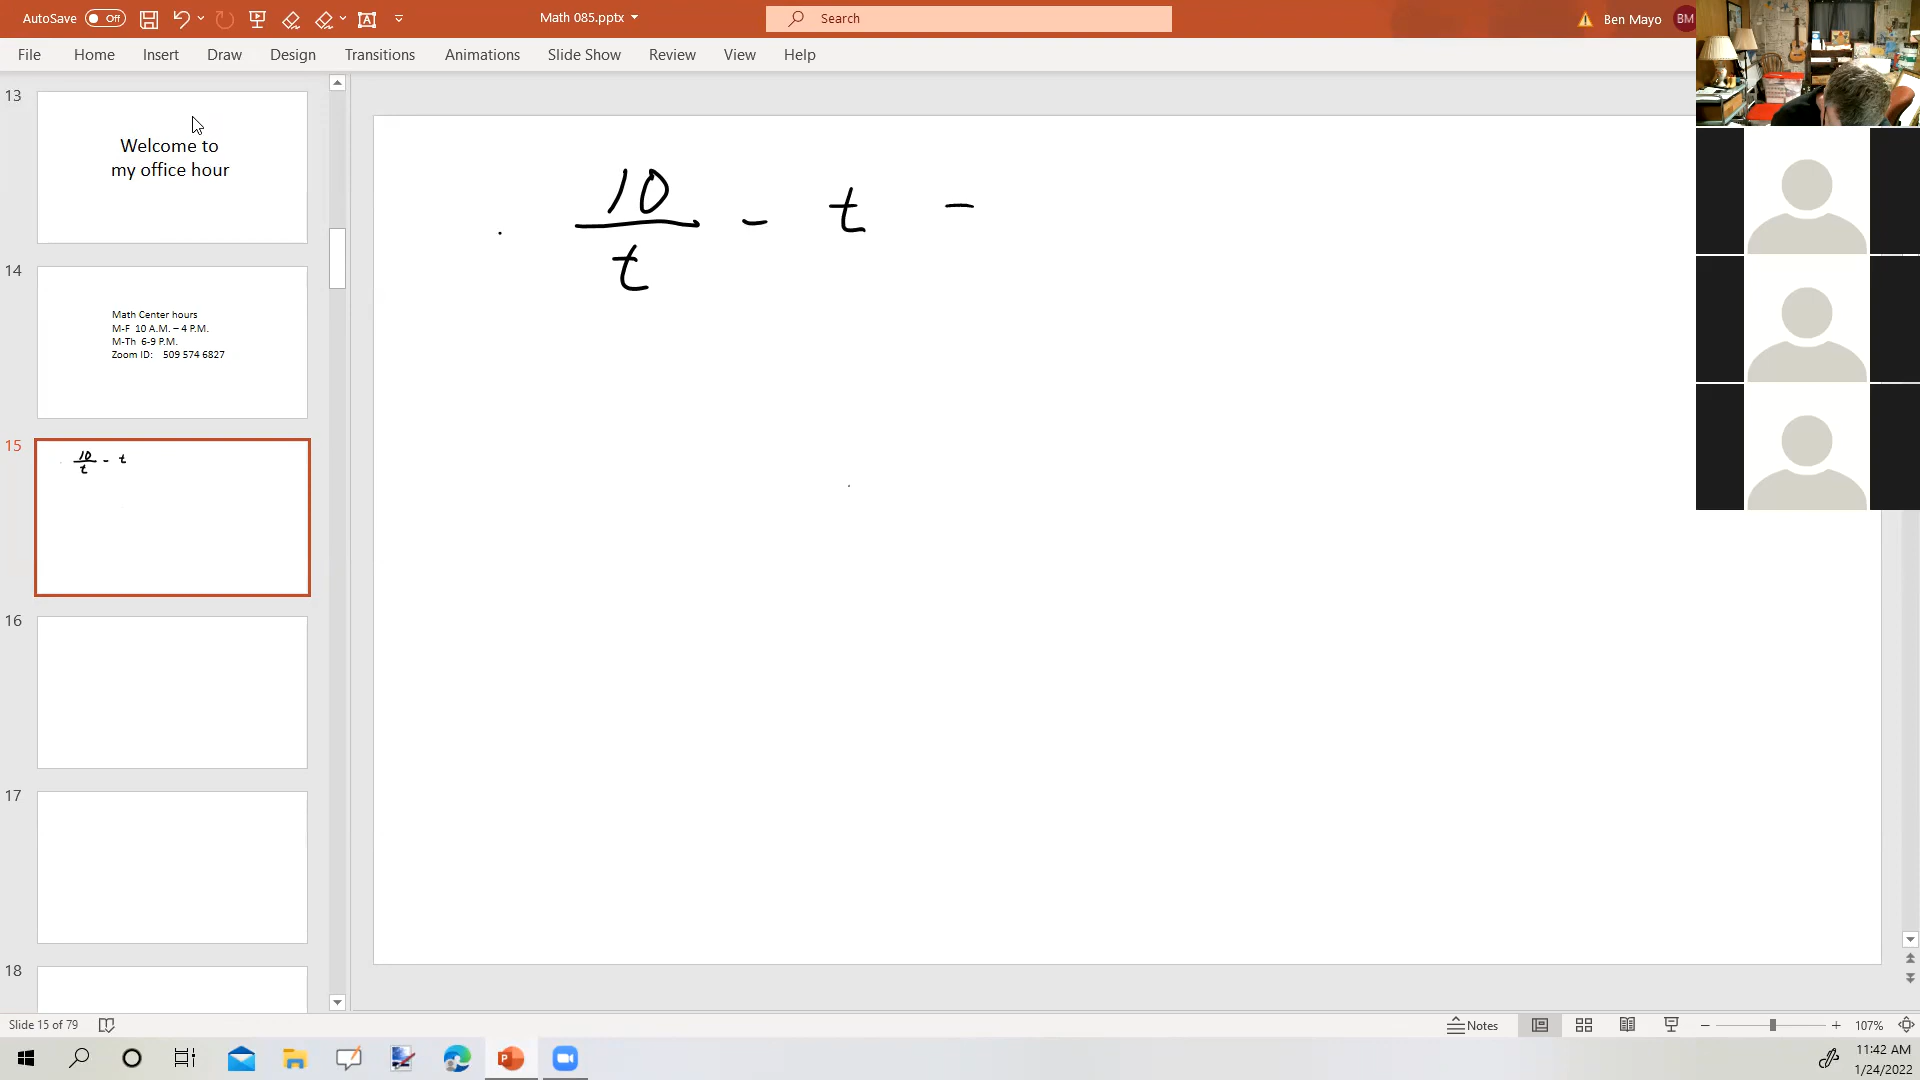 AutoSave Off Math 085.pptx Search Ben Mayo BM
File Home Insert Draw Design Transitions Animations Slide Show Review View Help
13
Welcome to
my office hour
14
Math Center hours
M-F 10 A.M. – 4 P.M.
M-Th 6-9 P.M.
Zoom ID: 509 574 6827
15
10/t - t
16
17
18
10/t - t -
Slide 15 of 79 Notes 107%
11:42 AM
1/24/2022